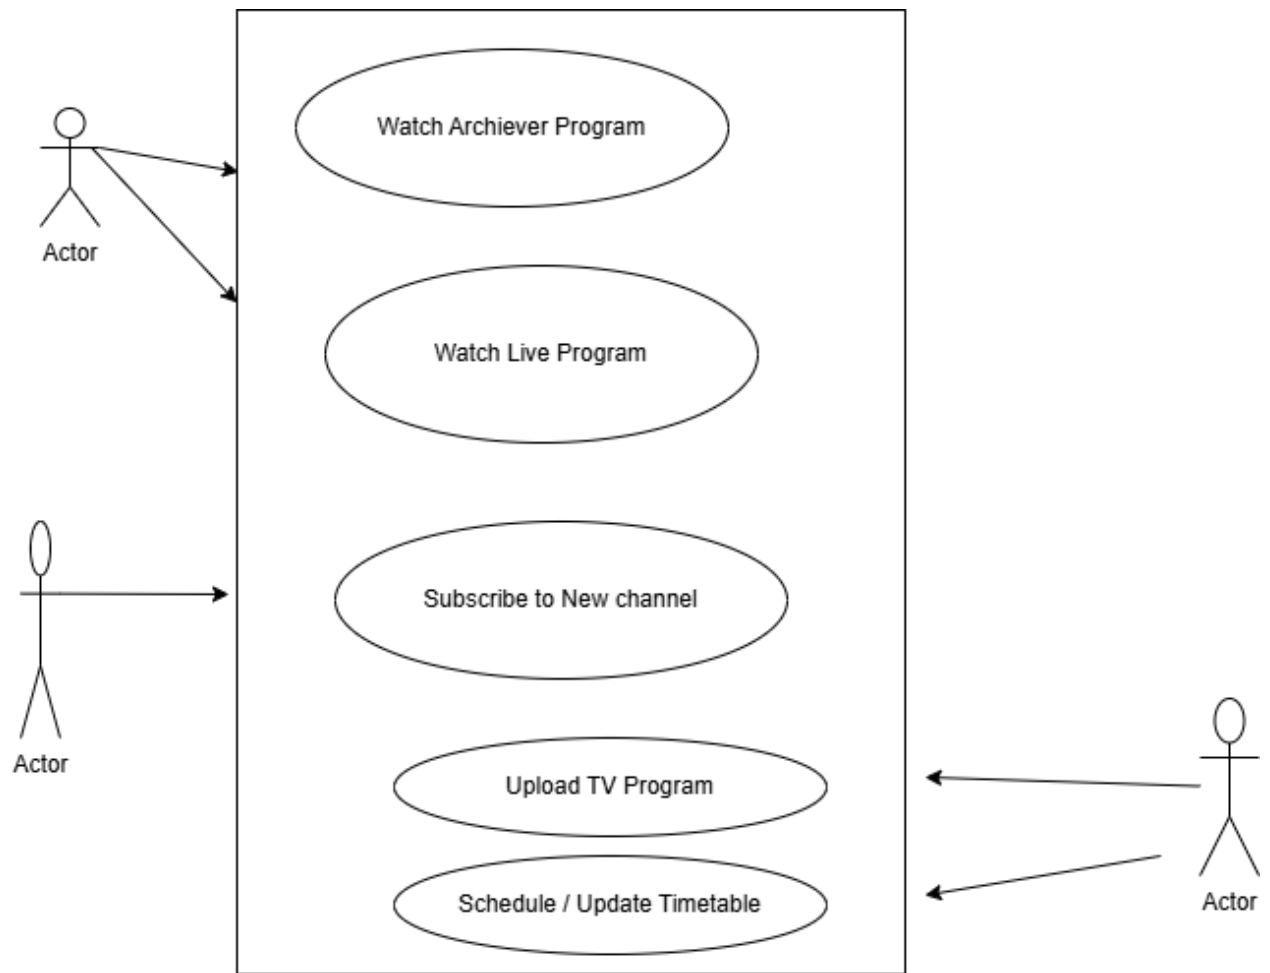 Watch Archiever Program
Actor
Watch Live Program
Subscribe to New channel
Actor
Upload TV Program
Schedule / Update Timetable
Actor